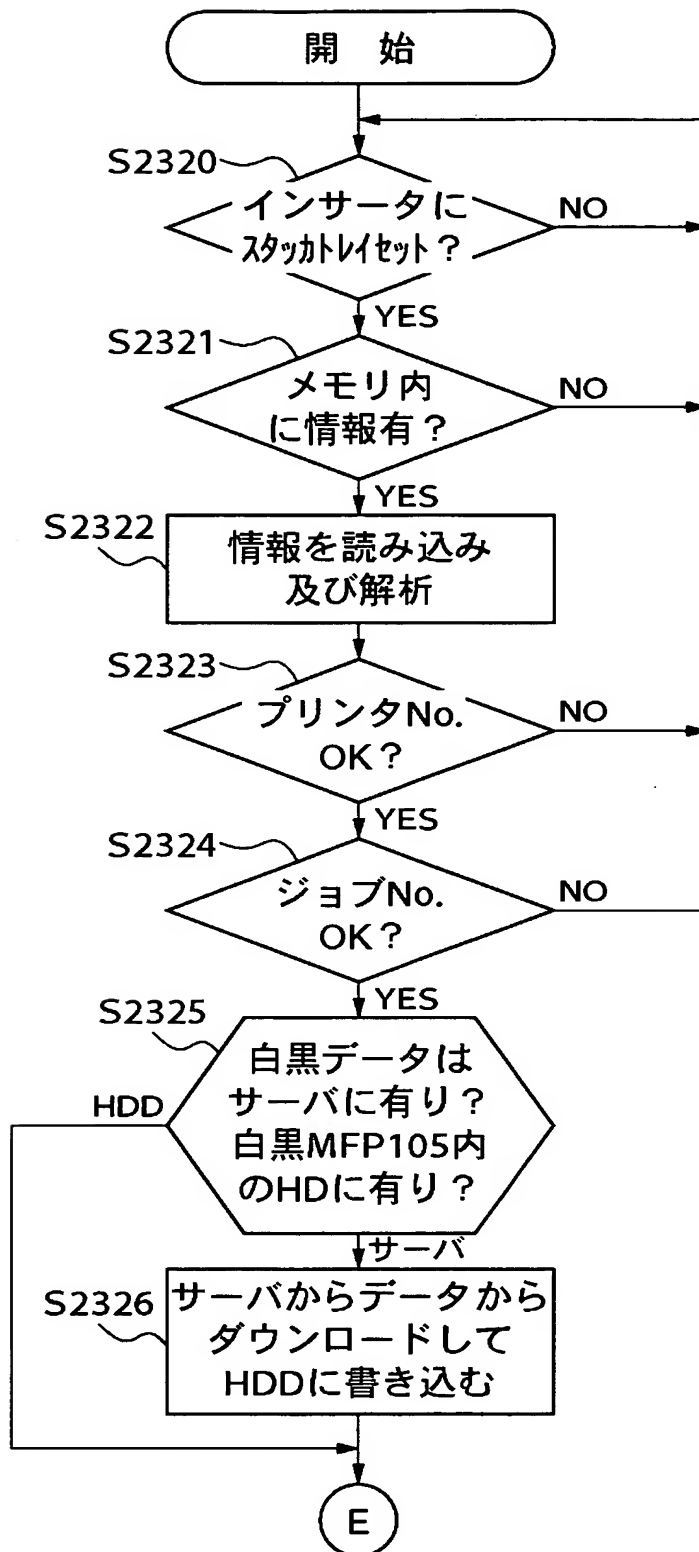 開 始
S2320
インサータに
スタッカトレイセット？
NO
YES
S2321
メモリ内
に情報有？
NO
YES
S2322
情報を読み込み
及び解析
S2323
プリンタNo.
OK？
NO
YES
S2324
ジョブNo.
OK？
NO
YES
S2325
白黒データは
サーバに有り？
白黒MFP105内
のHDに有り？
HDD
サーバ
S2326
サーバからデータから
ダウンロードして
HDDに書き込む
E